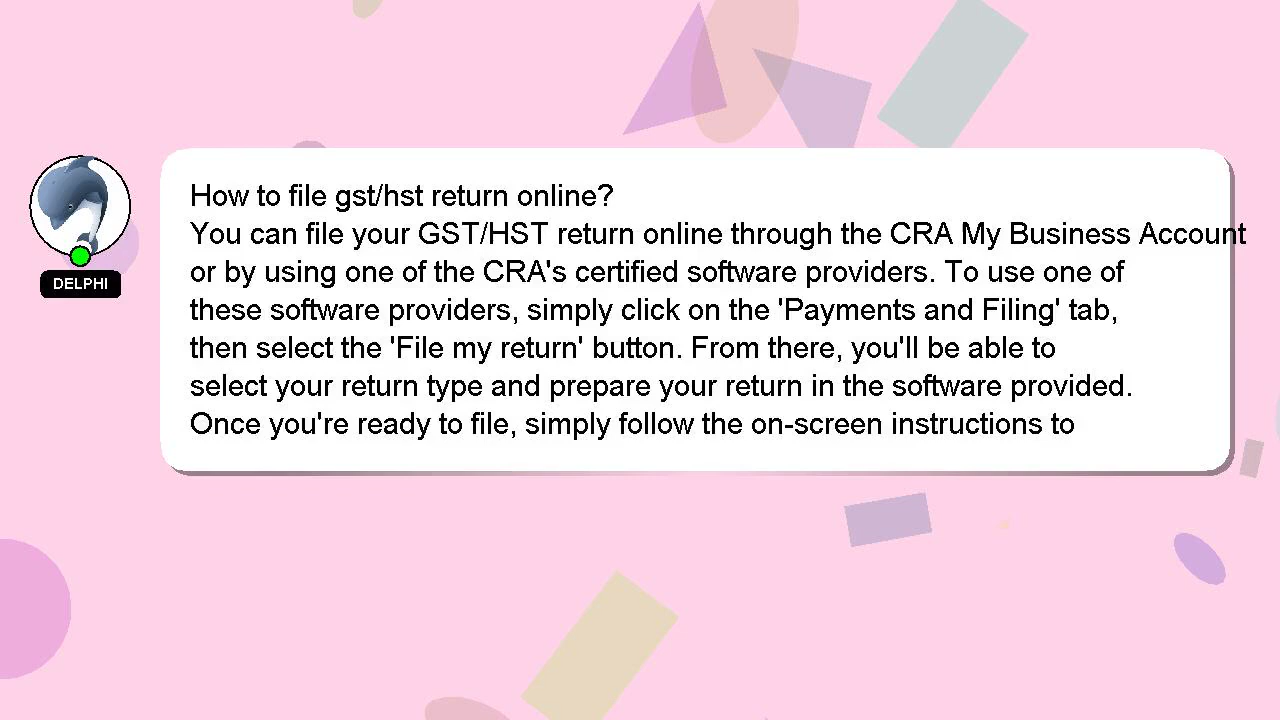 How to file gst/hst return online?
You can file your GST/HST return online through the CRA My Business Account
or by using one of the CRA's certified software providers. To use one of
these software providers, simply click on the 'Payments and Filing' tab,
then select the 'File my return' button. From there, you'll be able to
select your return type and prepare your return in the software provided.
Once you're ready to file, simply follow the on-screen instructions to
DELPHI